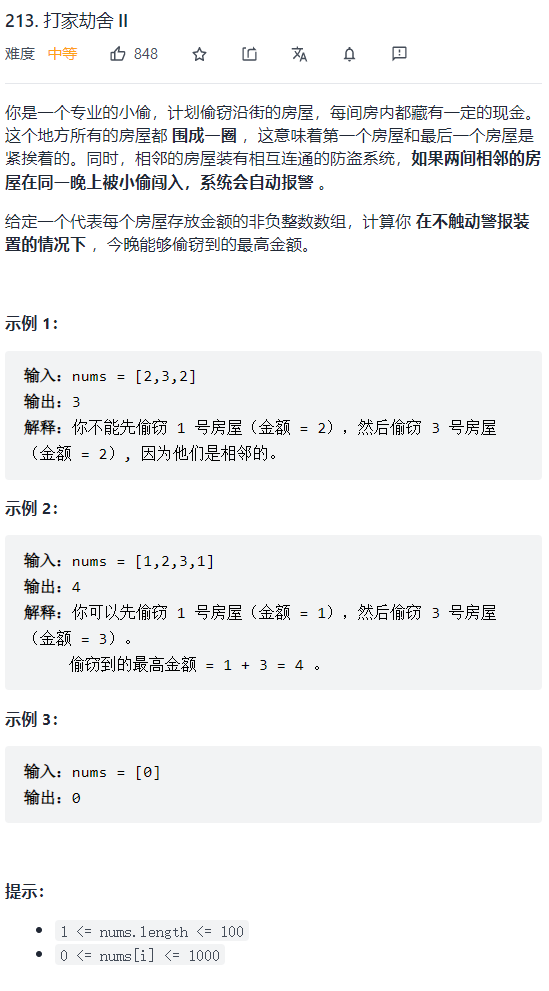 213. 打家劫舍 II
难度 中等 848
你是一个专业的小偷，计划偷窃沿街的房屋，每间房内都藏有一定的现金。
这个地方所有的房屋都 围成一圈 ，这意味着第一个房屋和最后一个房屋是
紧挨着的。同时，相邻的房屋装有相互连通的防盗系统，如果两间相邻的房
屋在同一晚上被小偷闯入，系统会自动报警 。
给定一个代表每个房屋存放金额的非负整数数组，计算你 在不触动警报装
置的情况下 ，今晚能够偷窃到的最高金额。
示例 1：
输入：nums = [2,3,2]
输出：3
解释：你不能先偷窃 1 号房屋（金额 = 2），然后偷窃 3 号房屋
（金额 = 2）, 因为他们是相邻的。
示例 2：
输入：nums = [1,2,3,1]
输出：4
解释：你可以先偷窃 1 号房屋（金额 = 1），然后偷窃 3 号房屋
（金额 = 3）。
偷窃到的最高金额 = 1 + 3 = 4 。
示例 3：
输入：nums = [0]
输出：0
提示：
1 <= nums.length <= 100
0 <= nums[i] <= 1000